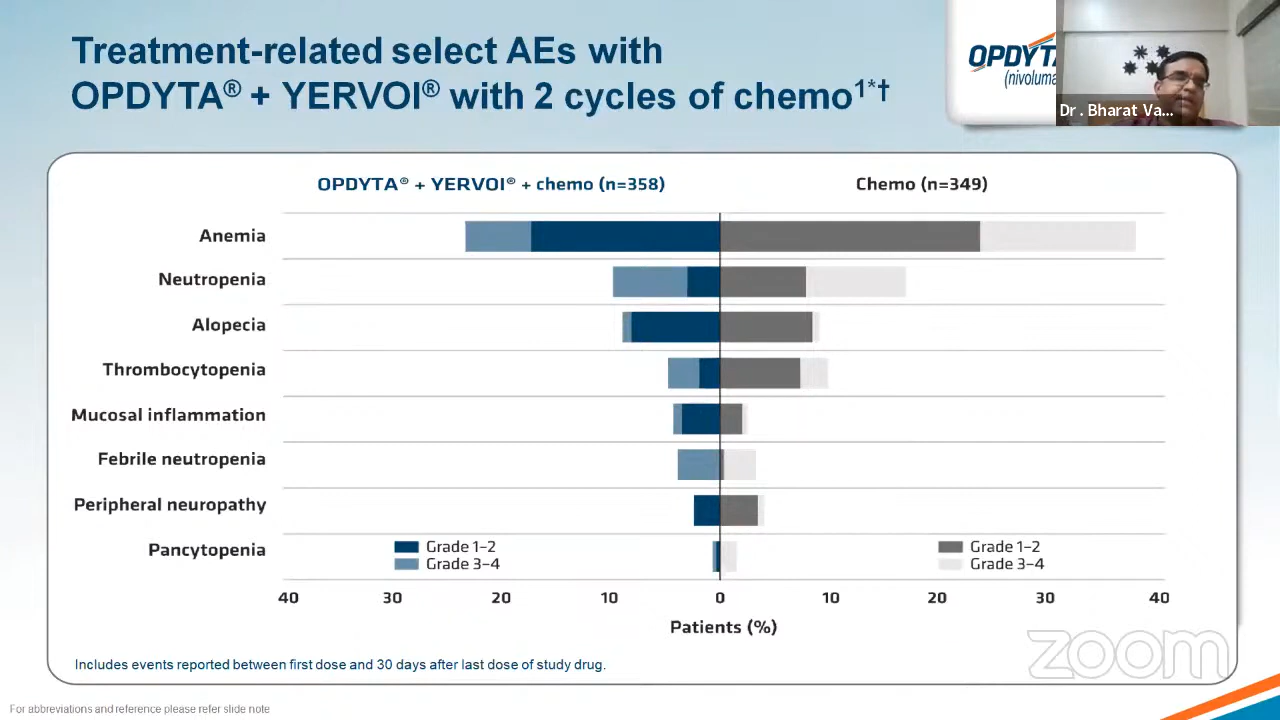 Treatment-related select AEs with
OPDYTA® + YERVOI® with 2 cycles of chemo1*†
(nivoluma
Dr. Bharat Va...
OPDYTA® + YERVOI® + chemo (n=358)
Chemo (n=349)
Anemia
Neutropenia
Alopecia
Thrombocytopenia
Mucosal inflammation
Febrile neutropenia
Peripheral neuropathy
Pancytopenia
Grade 1–2
Grade 3–4
Grade 1–2
Grade 3–4
40 30 20 10 0 10 20 30 40
Patients (%)
zoom
Includes events reported between first dose and 30 days after last dose of study drug.
For abbreviations and reference please refer slide note